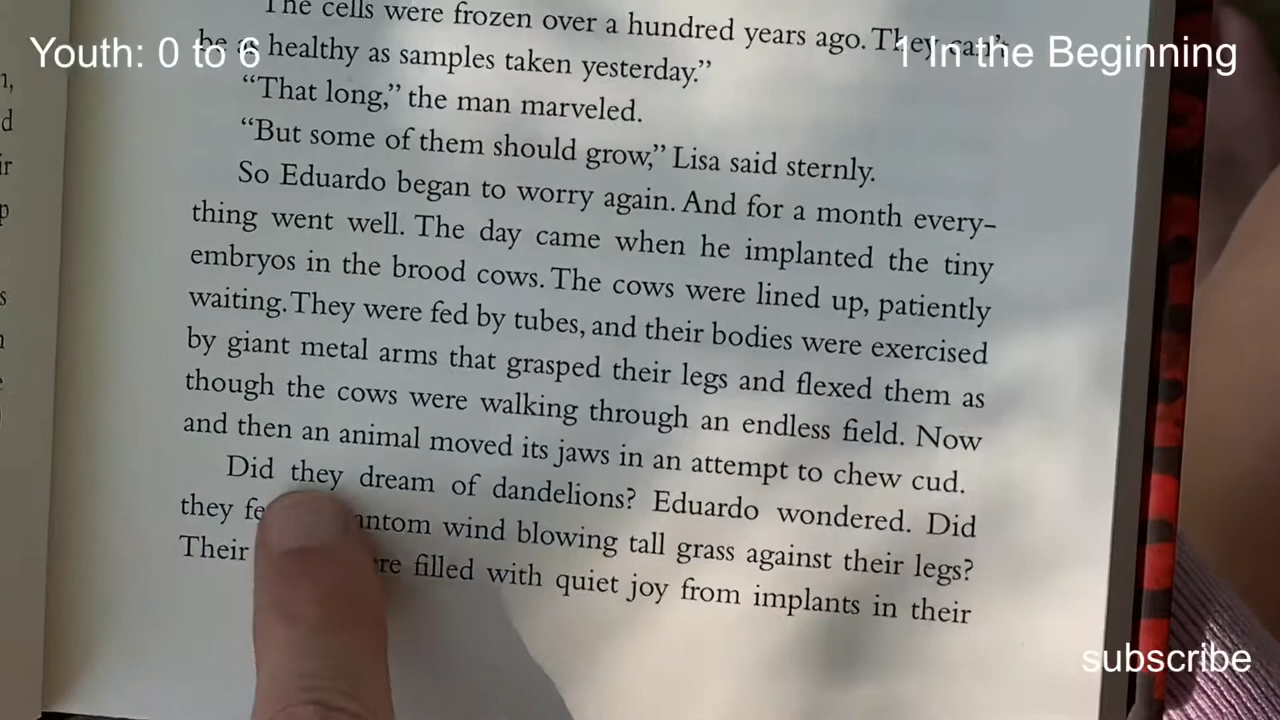 The cells were frozen over a hundred years ago. They can't
Youth: 0 to 6
1 In the Beginning
be as healthy as samples taken yesterday.”
“That long,” the man marveled.
“But some of them should grow,” Lisa said sternly.
So Eduardo began to worry again. And for a month every-
thing went well. The day came when he implanted the tiny
embryos in the brood cows. The cows were lined up, patiently
waiting. They were fed by tubes, and their bodies were exercised
by giant metal arms that grasped their legs and flexed them as
though the cows were walking through an endless field. Now
and then an animal moved its jaws in an attempt to chew cud.
Did they dream of dandelions? Eduardo wondered. Did
they wind blowing tall grass against their legs?
Their filled with quiet joy from implants in their
subscribe